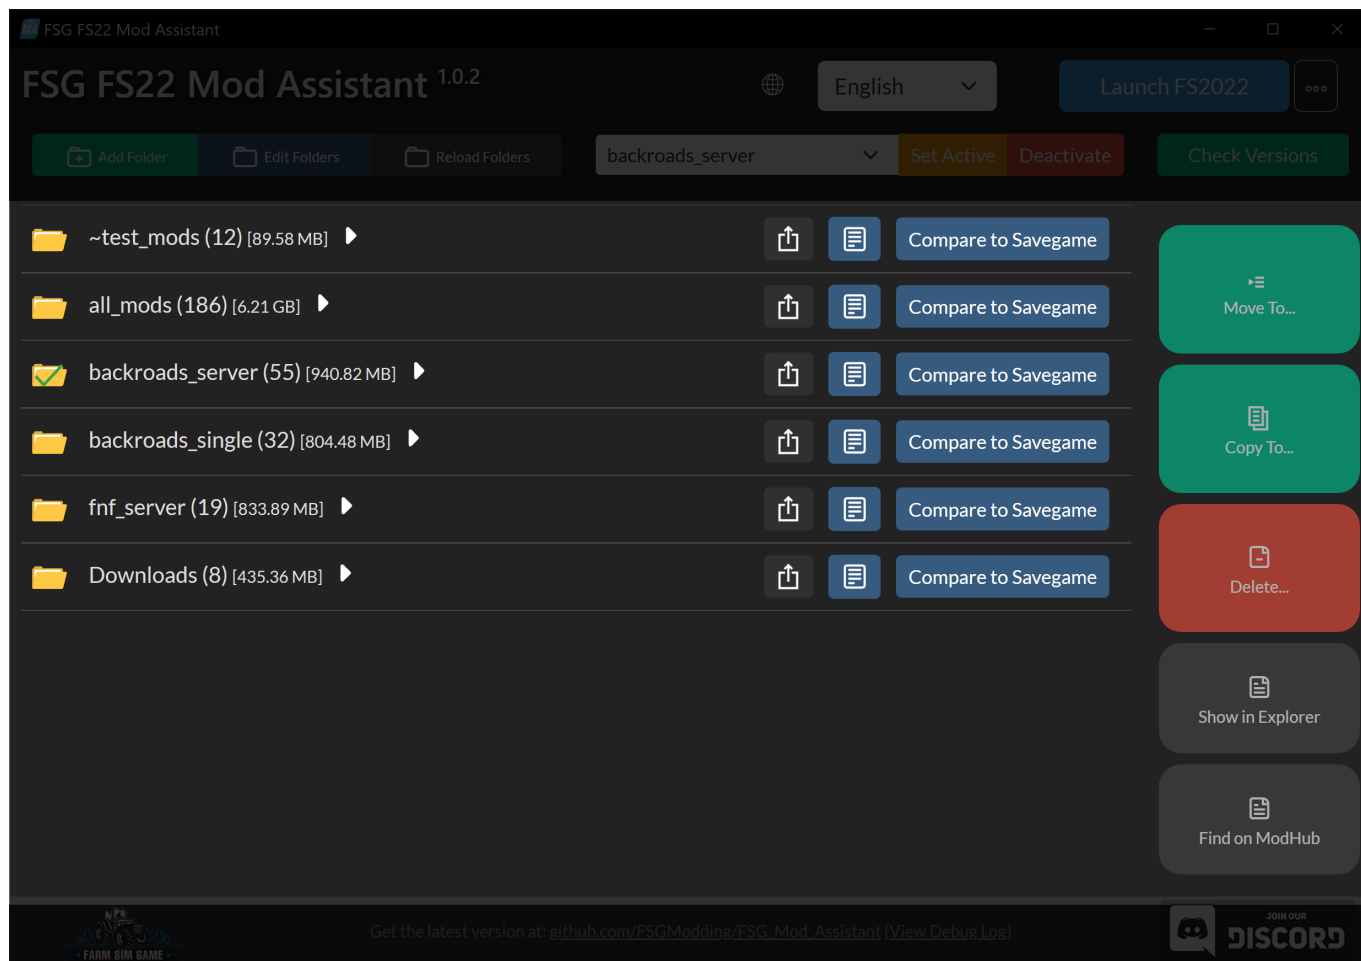 FSG FS22 Mod Assistant
FSG FS22 Mod Assistant 1.0.2
English
Launch FS2022
Add Folder
Edit Folders
Reload Folders
backroads_server
Set Active
Deactivate
Check Versions
~test_mods (12) [89.58 MB]
Compare to Savegame
all_mods (186) [6.21 GB]
Compare to Savegame
backroads_server (55) [940.82 MB]
Compare to Savegame
backroads_single (32) [804.48 MB]
Compare to Savegame
fnf_server (19) [833.89 MB]
Compare to Savegame
Downloads (8) [435.36 MB]
Compare to Savegame
Move To...
Copy To...
Delete...
Show in Explorer
Find on ModHub
FARM SIM GAME
Get the latest version at: github.com/FSGModding/FSG_Mod_Assistant [View Debug Log]
JOIN OUR
DISCORD